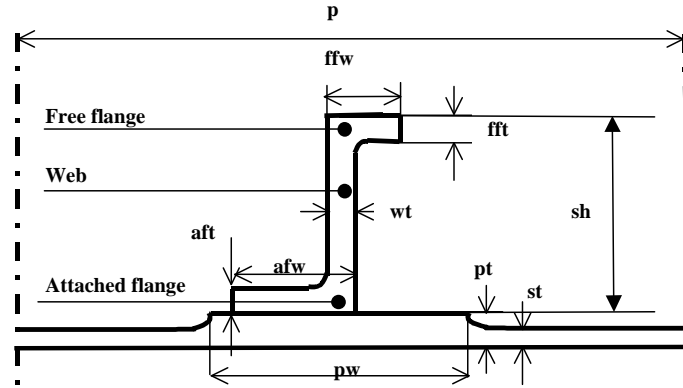 p
ffw
Free flange
fft
Web
wt
sh
aft
afw
Attached flange
pt
st
pw